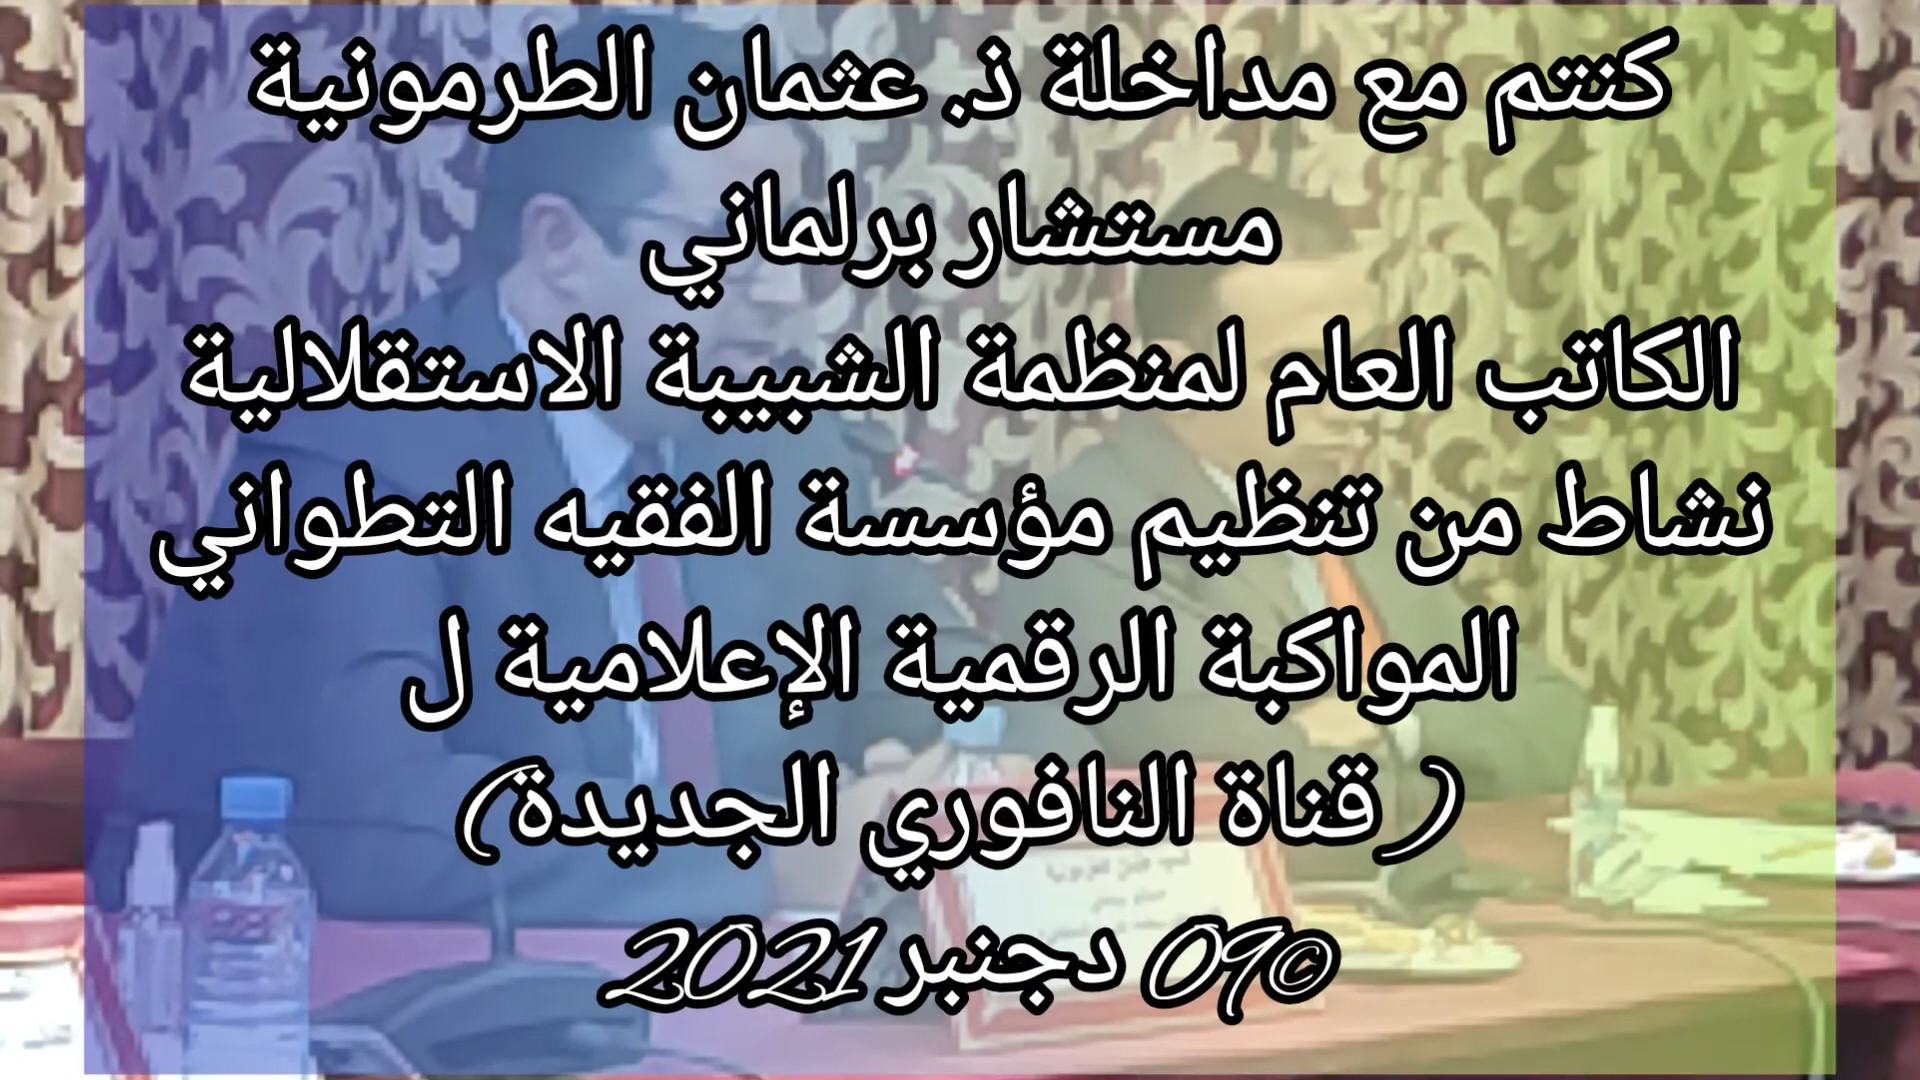 كنتم مع مداخلة ذ. عثمان الطرمونية
مستشار برلماني
الكاتب العام لمنظمة الشبيبة الاستقلالية
نشاط من تنظيم مؤسسة الفقيه التطواني
المواكبة الرقمية الإعلامية ل
(قناة النافوري الجديدة)
©09 دجنبر 2021